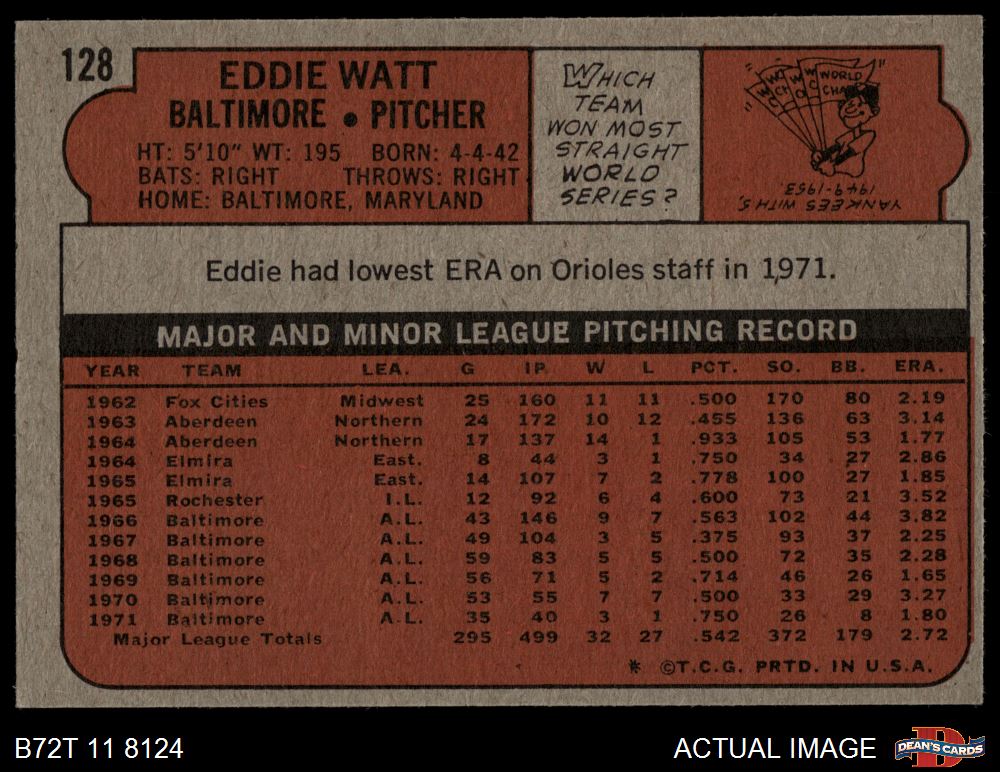 128
EDDIE WATT
BALTIMORE • PITCHER
HT: 5'10" WT: 195 BORN: 4-4-42
BATS: RIGHT THROWS: RIGHT
HOME: BALTIMORE, MARYLAND
WHICH
TEAM
WON MOST
STRAIGHT
WORLD
SERIES?
WORLD
CHA
YANKEES WITH 5,
1949-1953.
Eddie had lowest ERA on Orioles staff in 1971.
MAJOR AND MINOR LEAGUE PITCHING RECORD
YEAR TEAM LEA. G IP W L PCT. SO. BB. ERA.
1962 Fox Cities Midwest 25 160 11 11 .500 170 80 2.19
1963 Aberdeen Northern 24 172 10 12 .455 136 63 3.14
1964 Aberdeen Northern 17 137 14 1 .933 105 53 1.77
1964 Elmira East. 8 44 3 1 .750 34 27 2.86
1965 Elmira East. 14 107 7 2 .778 100 27 1.85
1965 Rochester I.L. 12 92 6 4 .600 73 21 3.52
1966 Baltimore A.L. 43 146 9 7 .563 102 44 3.82
1967 Baltimore A.L. 49 104 3 5 .375 93 37 2.25
1968 Baltimore A.L. 59 83 5 5 .500 72 35 2.28
1969 Baltimore A.L. 56 71 5 2 .714 46 26 1.65
1970 Baltimore A.L. 53 55 7 7 .500 33 29 3.27
1971 Baltimore A.L. 35 40 3 1 .750 26 8 1.80
Major League Totals 295 499 32 27 .542 372 179 2.72
* ©T.C.G. PRTD. IN U.S.A.
B72T 11 8124
ACTUAL IMAGE
DEAN'S CARDS